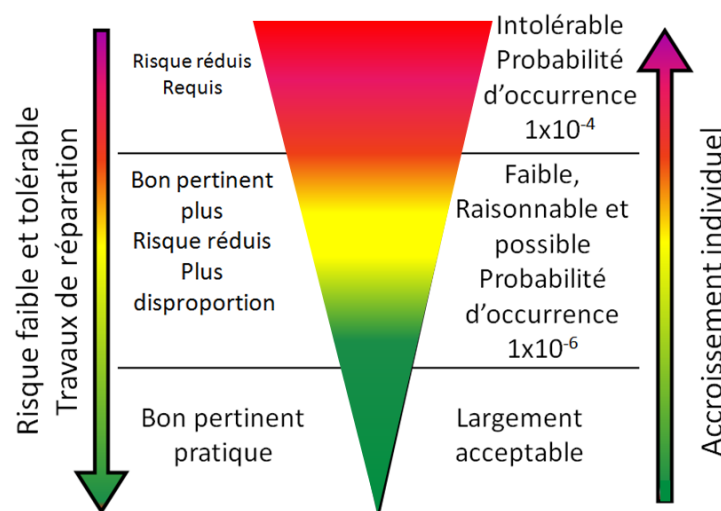 Risque faible et tolérable
Travaux de réparation
Risque réduis
Requis
Intolérable
Probabilité
d’occurrence
1x10⁻⁴
Bon pertinent
plus
Risque réduis
Plus
disproportion
Faible,
Raisonnable et
possible
Probabilité
d’occurrence
1x10⁻⁶
Bon pertinent
pratique
Largement
acceptable
Accroissement individuel